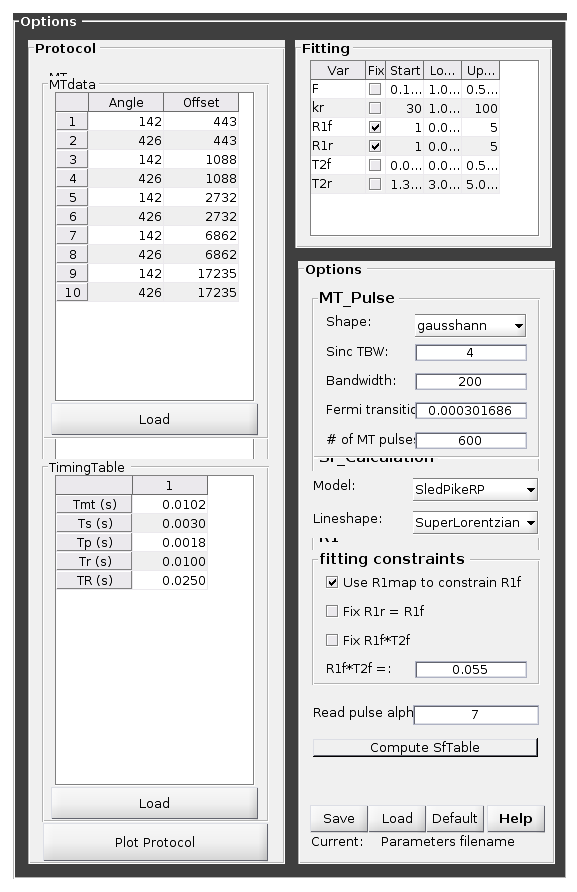 Options
Protocol
MT
MTdata
Angle Offset
1 142 443
2 426 443
3 142 1088
4 426 1088
5 142 2732
6 426 2732
7 142 6862
8 426 6862
9 142 17235
10 426 17235
Load
TimingTable
1
Tmt (s) 0.0102
Ts (s) 0.0030
Tp (s) 0.0018
Tr (s) 0.0100
TR (s) 0.0250
Load
Plot Protocol
Fitting
Var Fix Start Lo... Up...
F 0.1... 1.0... 0.5...
kr 30 1.0... 100
R1f 1 0.0... 5
R1r 1 0.0... 5
T2f 0.0... 0.0... 0.5...
T2r 1.3... 3.0... 5.0...
Options
MT_Pulse
Shape: gausshann
Sinc TBW: 4
Bandwidth: 200
Fermi transitic 0.000301686
# of MT pulses 600
Sf_Calculation
Model: SledPikeRP
Lineshape: SuperLorentzian
R1
fitting constraints
Use R1map to constrain R1f
Fix R1r = R1f
Fix R1f*T2f
R1f*T2f =: 0.055
Read pulse alph 7
Compute SfTable
Save Load Default Help
Current: Parameters filename